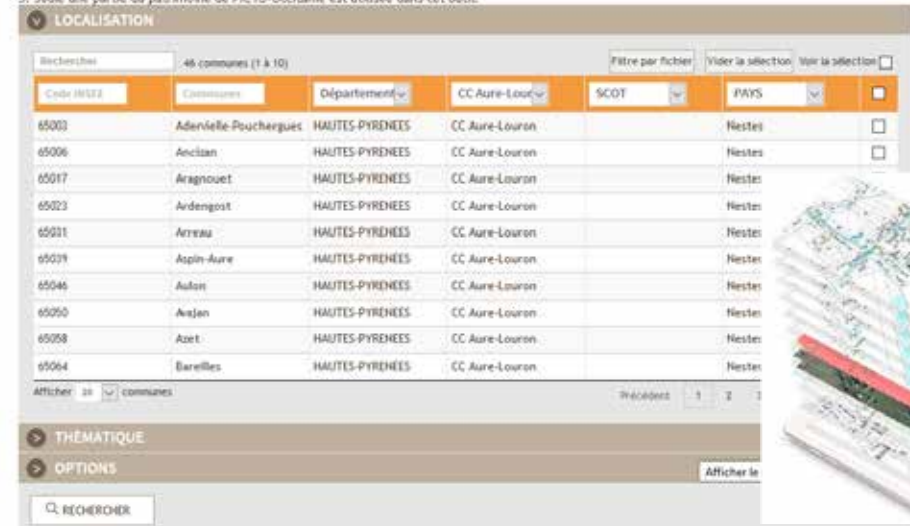 LOCALISATION
Rechercher 46 communes (1 à 10) Filtre par fichier Vider la sélection Voir la sélection
Code INSEE Communes Département CC Aure-Lour SCOT PAYS
65003 Adervielle-Pouchergues HAUTES-PYRENEES CC Aure-Louron Nestes
65006 Ancizan HAUTES-PYRENEES CC Aure-Louron Nestes
65017 Aragnouet HAUTES-PYRENEES CC Aure-Louron Nestes
65023 Ardengost HAUTES-PYRENEES CC Aure-Louron Nestes
65031 Arreau HAUTES-PYRENEES CC Aure-Louron Nestes
65039 Aspin-Aure HAUTES-PYRENEES CC Aure-Louron Nestes
65046 Aulon HAUTES-PYRENEES CC Aure-Louron Nestes
65050 Avajan HAUTES-PYRENEES CC Aure-Louron Nestes
65058 Azet HAUTES-PYRENEES CC Aure-Louron Nestes
65064 Bareilles HAUTES-PYRENEES CC Aure-Louron Nestes
Afficher communes Précédent 1 2
THÉMATIQUE
OPTIONS
Afficher le
RECHERCHER